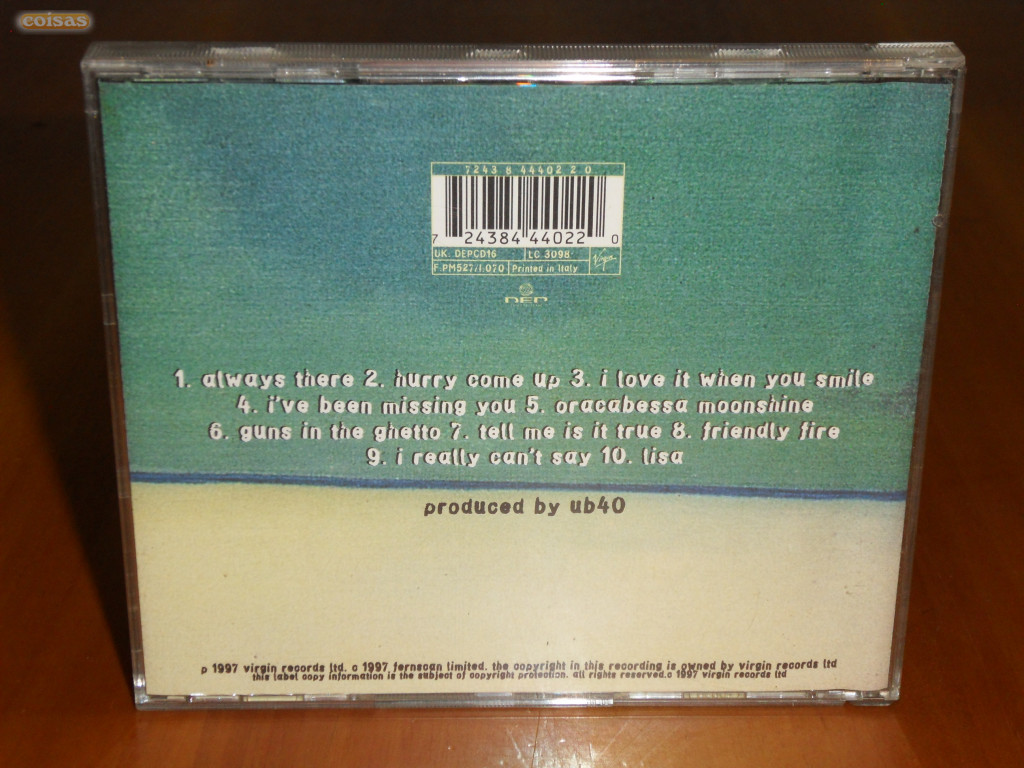 coisas
7243 8 44402 2 0
7 24384 44022 0
UK: DEPCD16
LC 3098
Virgin
F:PM527/1.070
Printed in Italy
DEP
1. always there 2. hurry come up 3. i love it when you smile
4. i've been missing you 5. oracabessa moonshine
6. guns in the ghetto 7. tell me is it true 8. friendly fire
9. i really can't say 10. lisa
produced by ub40
p 1997 virgin records ltd. c 1997 fernscan limited. the copyright in this recording is owned by virgin records ltd
this label copy information is the subject of copyright protection. all rights reserved.c 1997 virgin records ltd